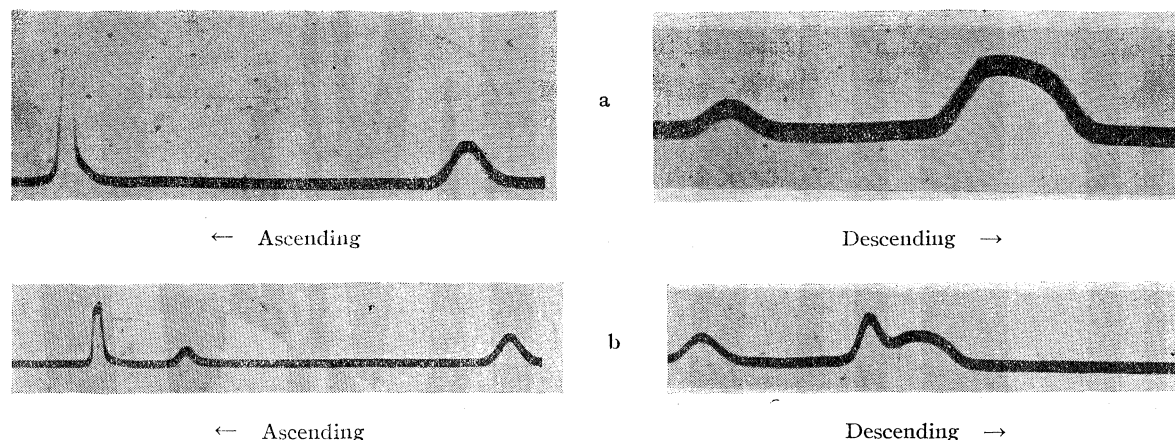 a
← Ascending
Descending →
b
← Ascending
Descending →